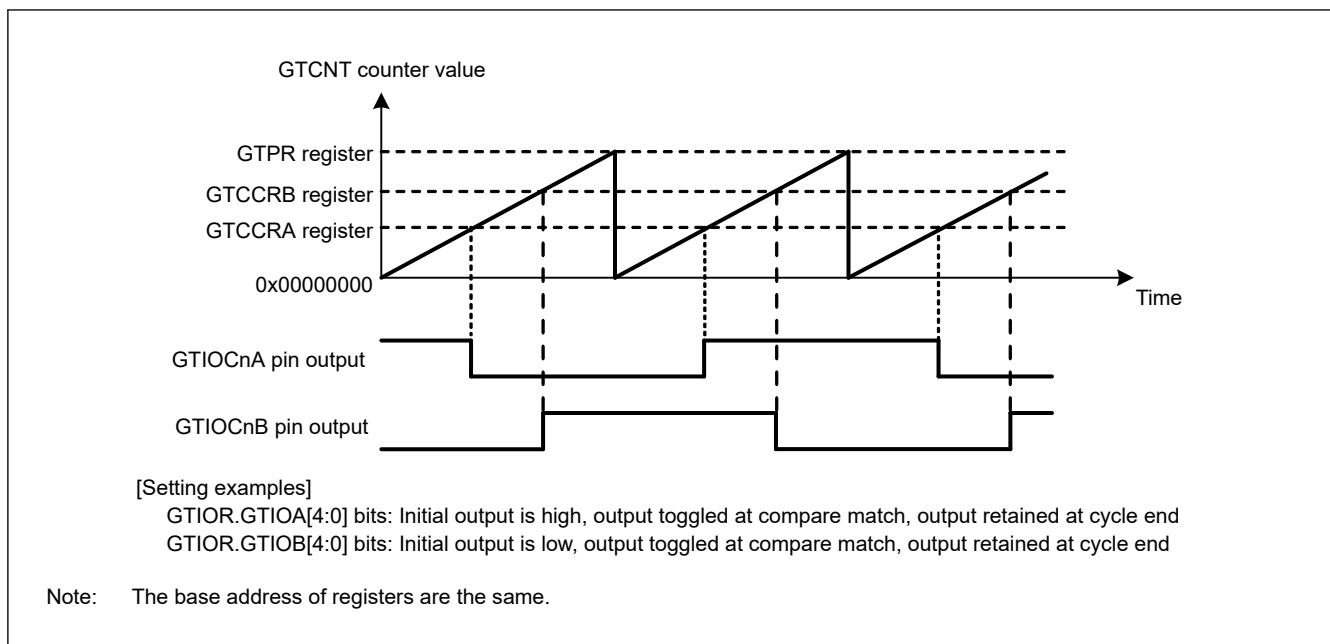 GTCNT counter value
GTPR register
GTCCRB register
GTCCRA register
0x00000000
Time
GTIOCnA pin output
GTIOCnB pin output
[Setting examples]
GTIOR.GTIOA[4:0] bits: Initial output is high, output toggled at compare match, output retained at cycle end
GTIOR.GTIOB[4:0] bits: Initial output is low, output toggled at compare match, output retained at cycle end
Note: The base address of registers are the same.